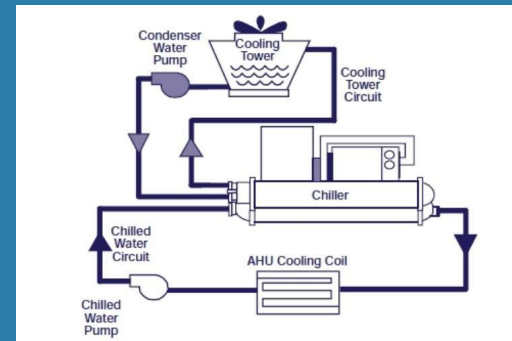 Condenser
Water
Pump
Cooling
Tower
Cooling
Tower
Circuit
Chiller
Chilled
Water
Circuit
AHU Cooling Coil
Chilled
Water
Pump